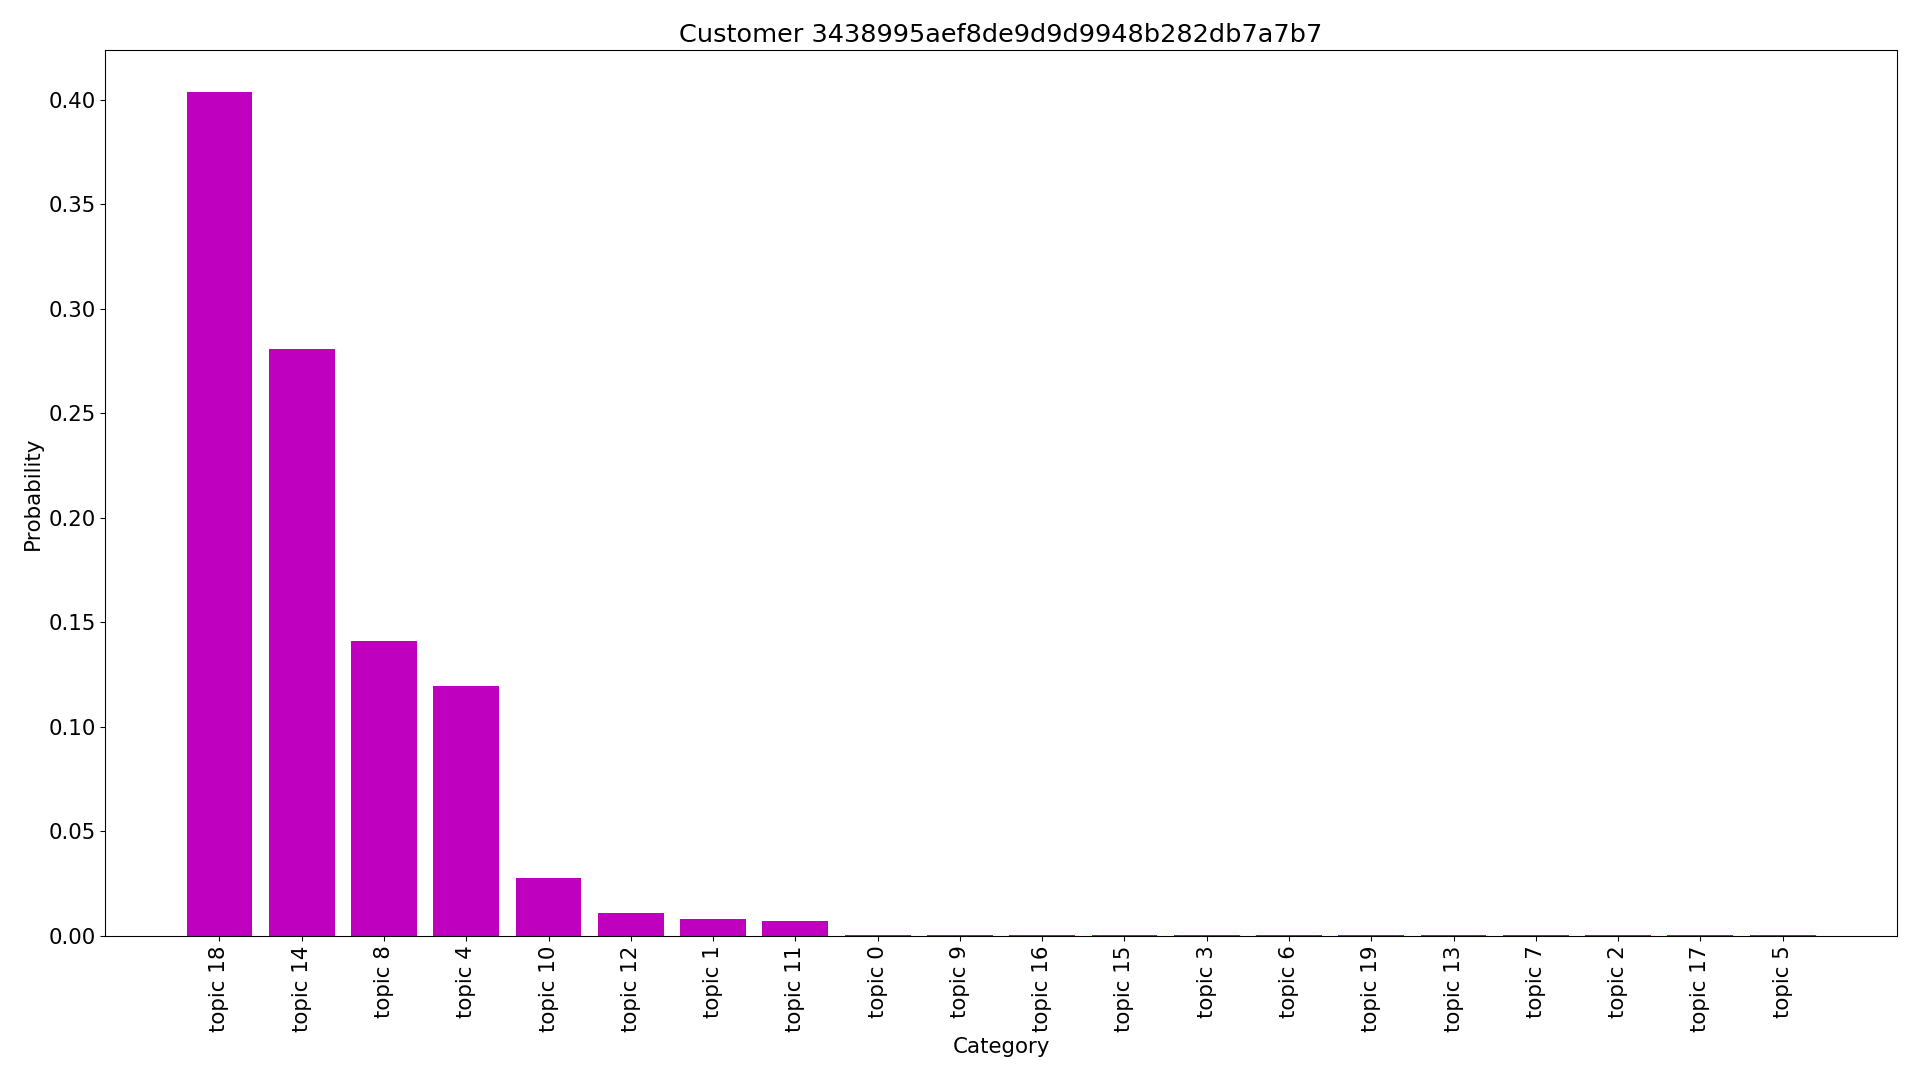 Customer 3438995aef8de9d9d9948b282db7a7b7
0.40
0.35
0.30
0.25
0.20
0.15
0.10
0.05
0.00
Probability
topic 18
topic 14
topic 8
topic 4
topic 10
topic 12
topic 1
topic 11
topic 0
topic 9
topic 16
topic 15
topic 3
topic 6
topic 19
topic 13
topic 7
topic 2
topic 17
topic 5
Category